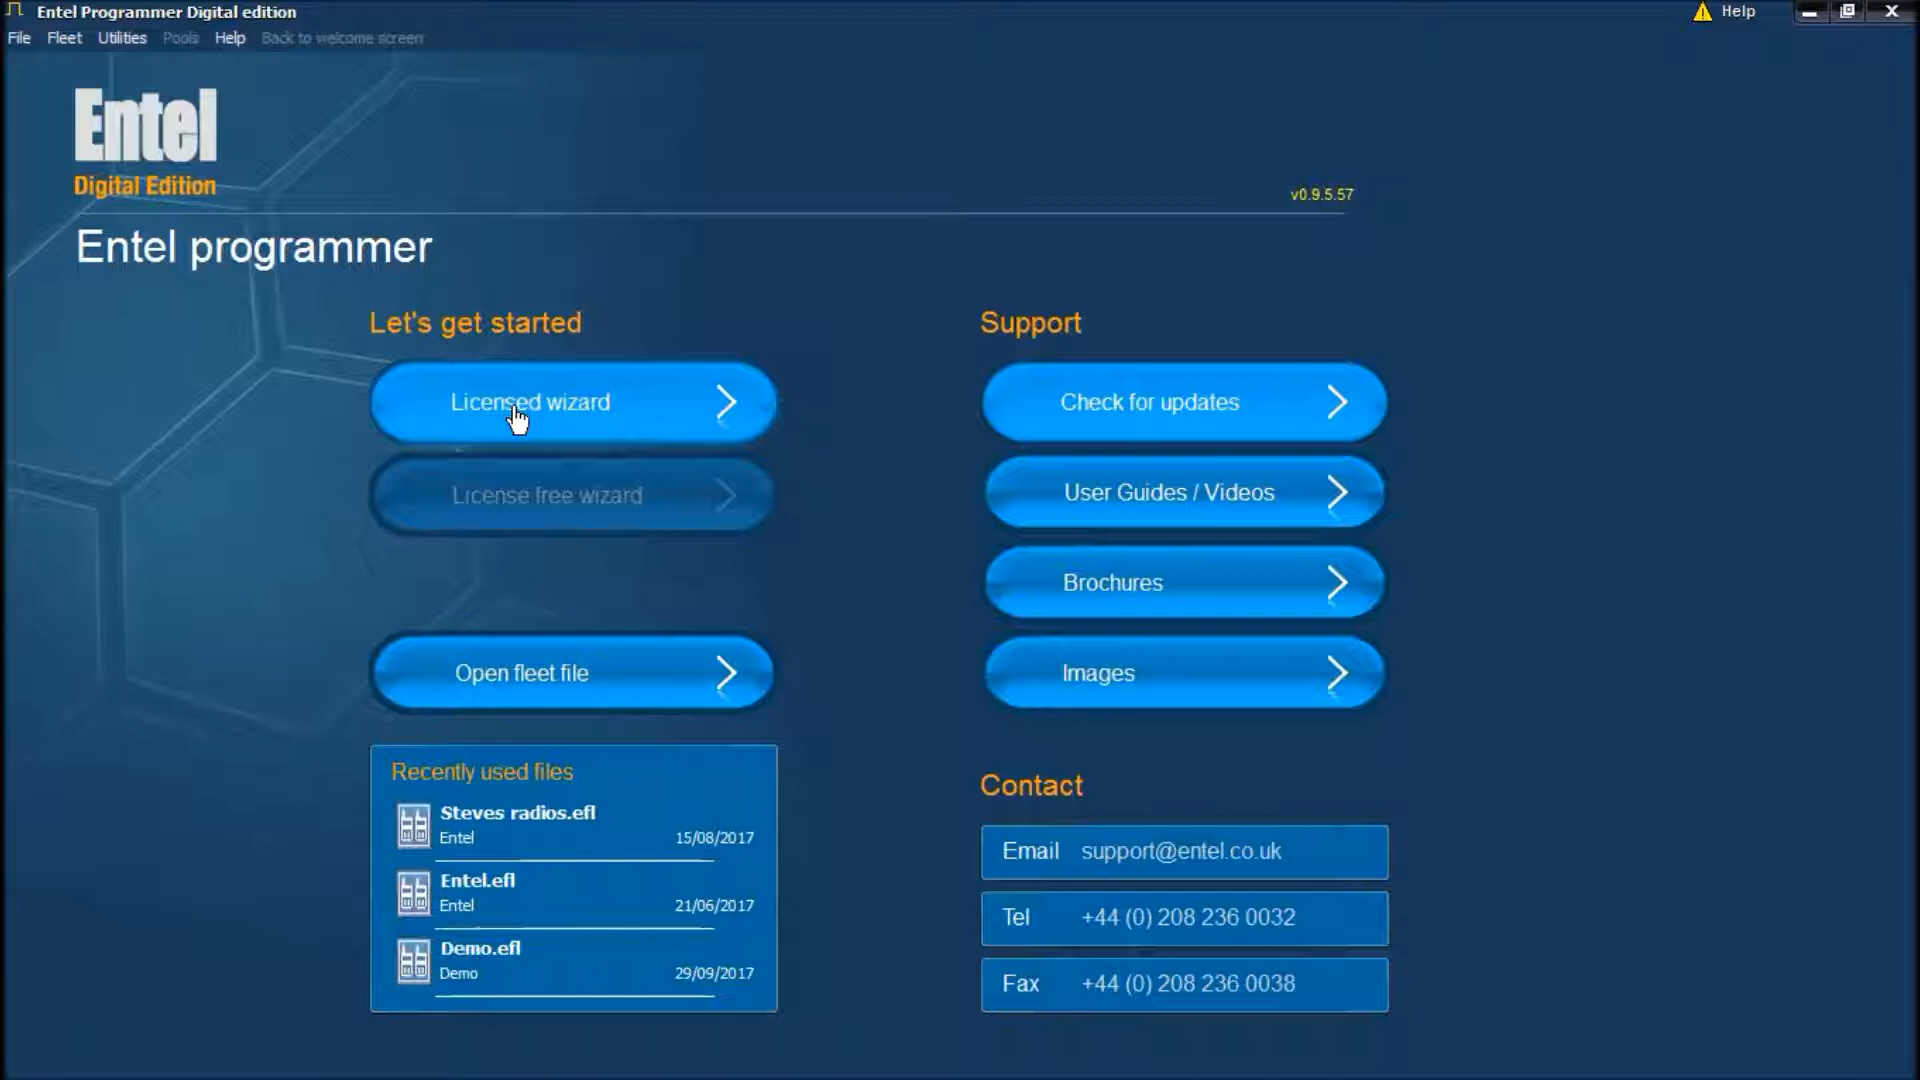 Entel Programmer Digital edition
Help
File Fleet Utilities Pools Help Back to welcome screen
Entel
Digital Edition
v0.9.5.57
Entel programmer
Let's get started
Licensed wizard
License free wizard
Open fleet file
Recently used files
Steves radios.efl
Entel 15/08/2017
Entel.efl
Entel 21/06/2017
Demo.efl
Demo 29/09/2017
Support
Check for updates
User Guides / Videos
Brochures
Images
Contact
Email support@entel.co.uk
Tel +44 (0) 208 236 0032
Fax +44 (0) 208 236 0038